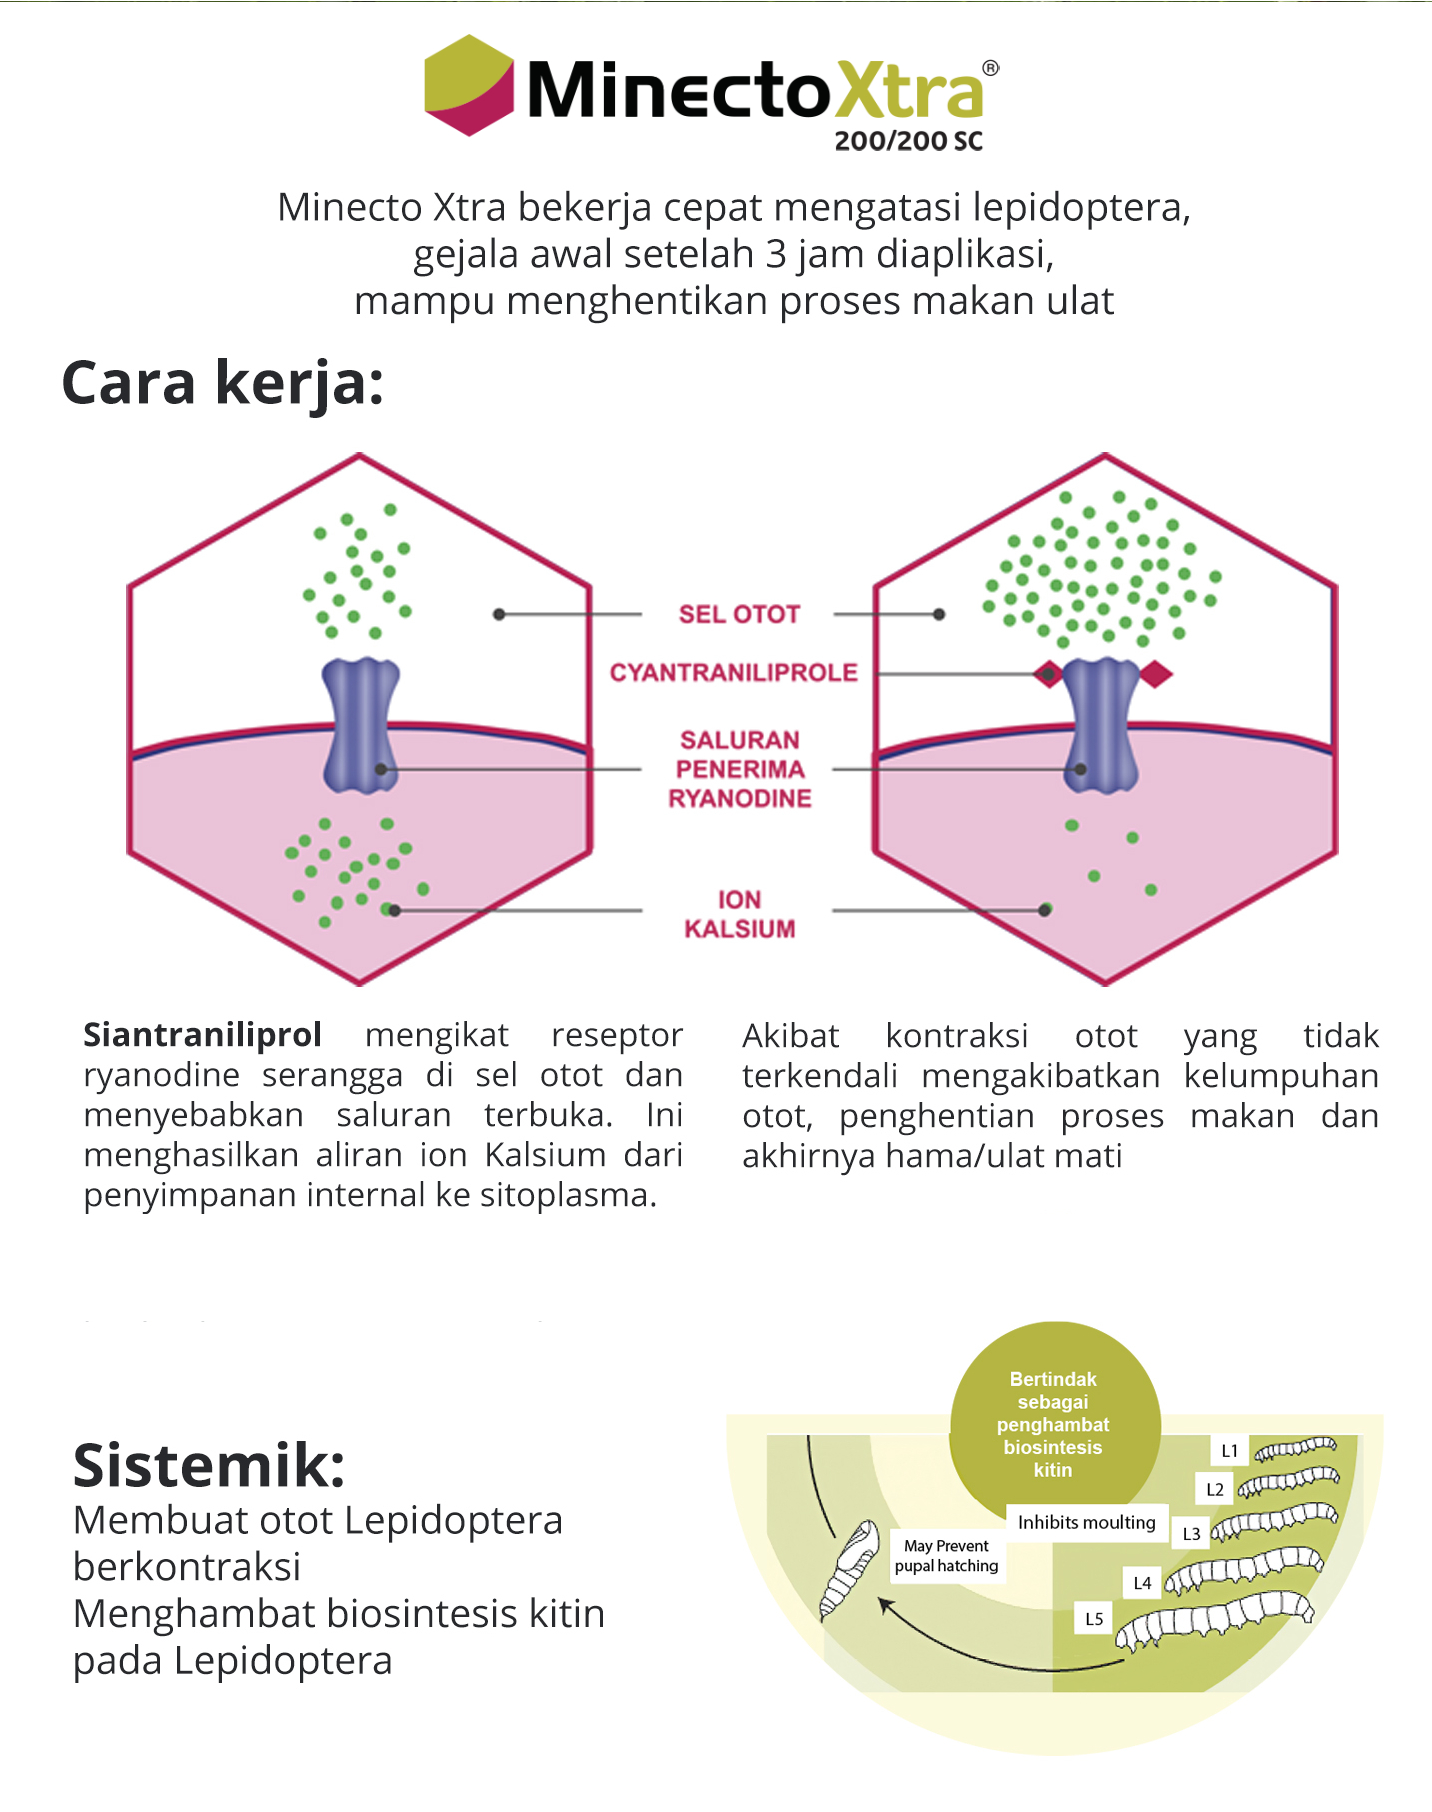 MinectoXtra®
200/200 SC
Minecto Xtra bekerja cepat mengatasi lepidoptera,
gejala awal setelah 3 jam diaplikasi,
mampu menghentikan proses makan ulat
Cara kerja:
SEL OTOT
CYANTRANILIPROLE
SALURAN
PENERIMA
RYANODINE
ION
KALSIUM
Siantraniliprol mengikat reseptor
ryanodine serangga di sel otot dan
menyebabkan saluran terbuka. Ini
menghasilkan aliran ion Kalsium dari
penyimpanan internal ke sitoplasma.
Akibat kontraksi otot yang tidak
terkendali mengakibatkan kelumpuhan
otot, penghentian proses makan dan
akhirnya hama/ulat mati
Sistemik:
Membuat otot Lepidoptera
berkontraksi
Menghambat biosintesis kitin
pada Lepidoptera
Bertindak
sebagai
penghambat
biosintesis
kitin
Inhibits moulting
May Prevent
pupal hatching
L1
L2
L3
L4
L5